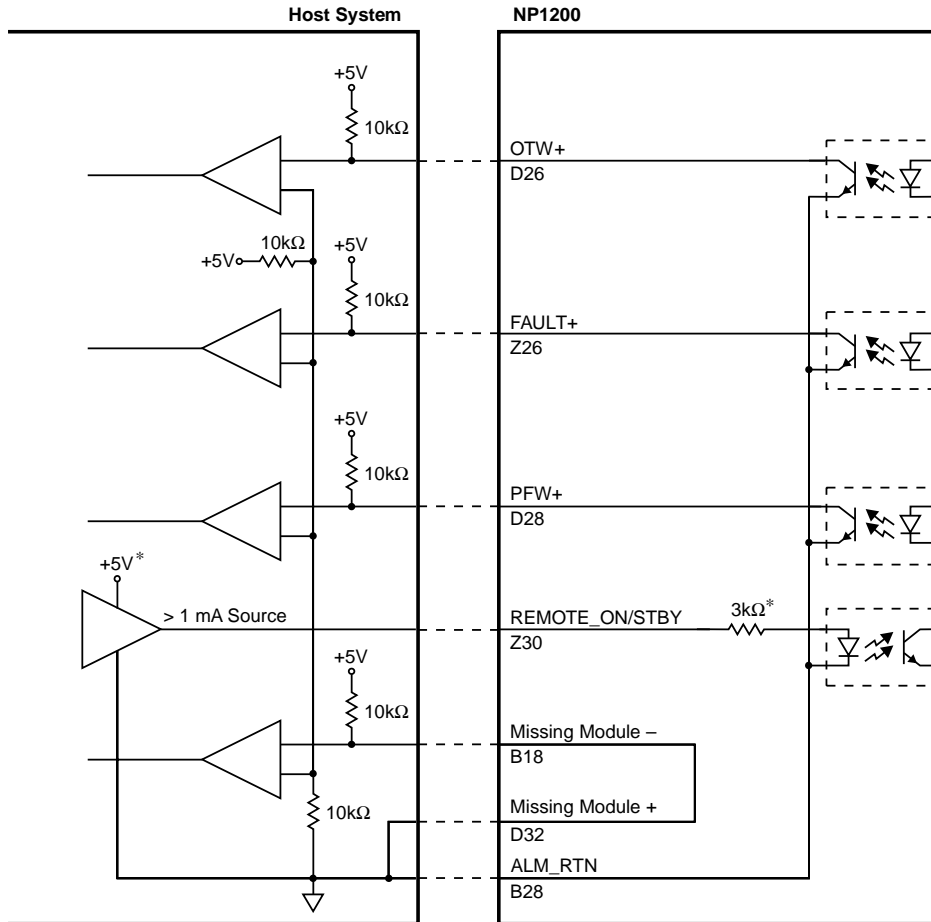 Host System
NP1200
+5V
10kΩ
OTW+
D26
10kΩ
+5V
+5V
10kΩ
FAULT+
Z26
+5V
10kΩ
PFW+
D28
+5V*
> 1 mA Source
REMOTE_ON/STBY
3kΩ*
Z30
+5V
10kΩ
Missing Module –
B18
10kΩ
Missing Module +
D32
ALM_RTN
B28